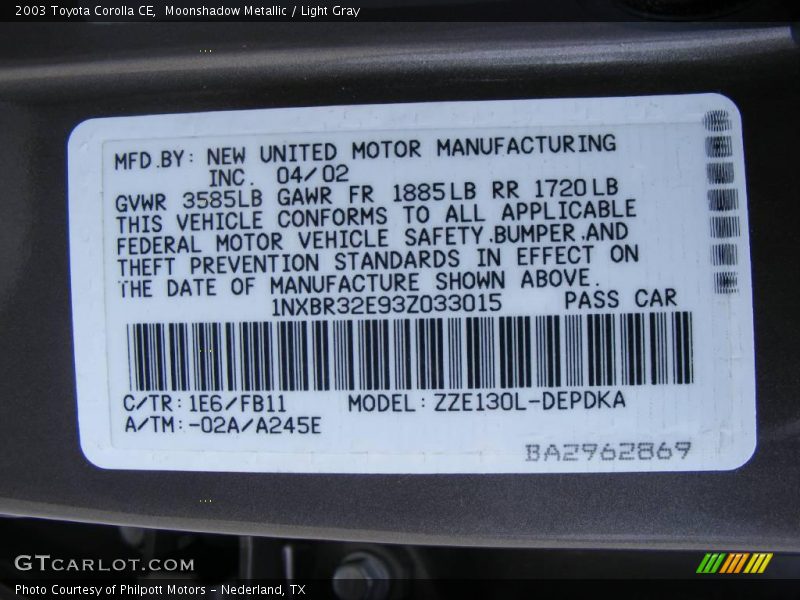 2003 Toyota Corolla CE, Moonshadow Metallic / Light Gray
MFD.BY: NEW UNITED MOTOR MANUFACTURING
INC. 04/02
GVWR 3585LB GAWR FR 1885LB RR 1720LB
THIS VEHICLE CONFORMS TO ALL APPLICABLE
FEDERAL MOTOR VEHICLE SAFETY,BUMPER,AND
THEFT PREVENTION STANDARDS IN EFFECT ON
THE DATE OF MANUFACTURE SHOWN ABOVE.
1NXBR32E93Z033015 PASS CAR
C/TR:1E6/FB11 MODEL:ZZE130L-DEPDKA
A/TM:-02A/A245E
BA2962869
GTCARLOT.COM
Photo Courtesy of Philpott Motors - Nederland, TX